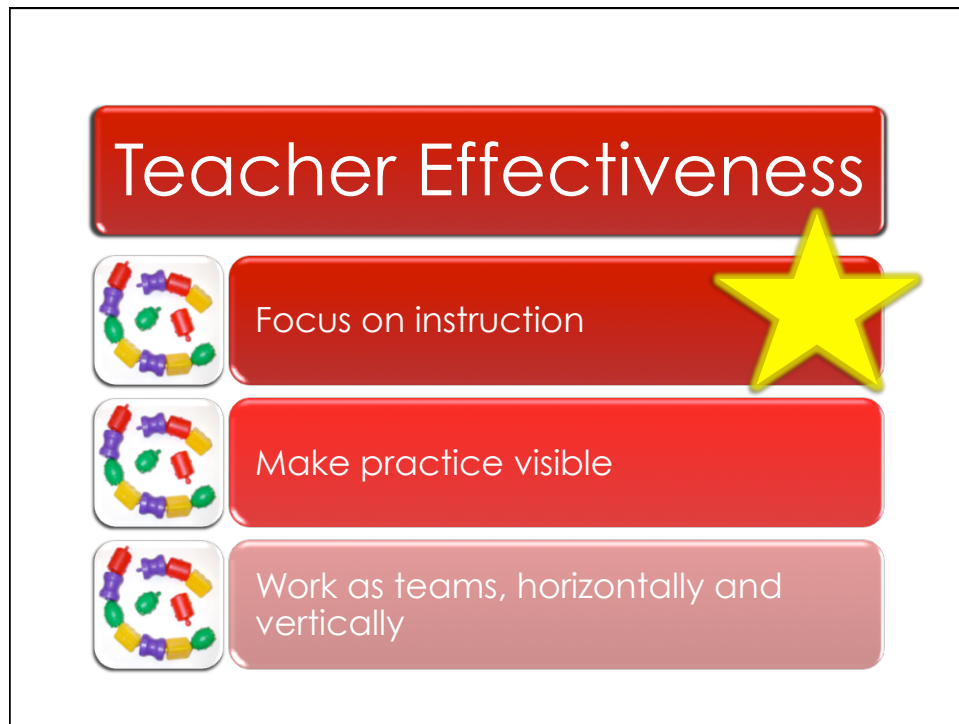 Teacher Effectiveness
Focus on instruction
Make practice visible
Work as teams, horizontally and
vertically